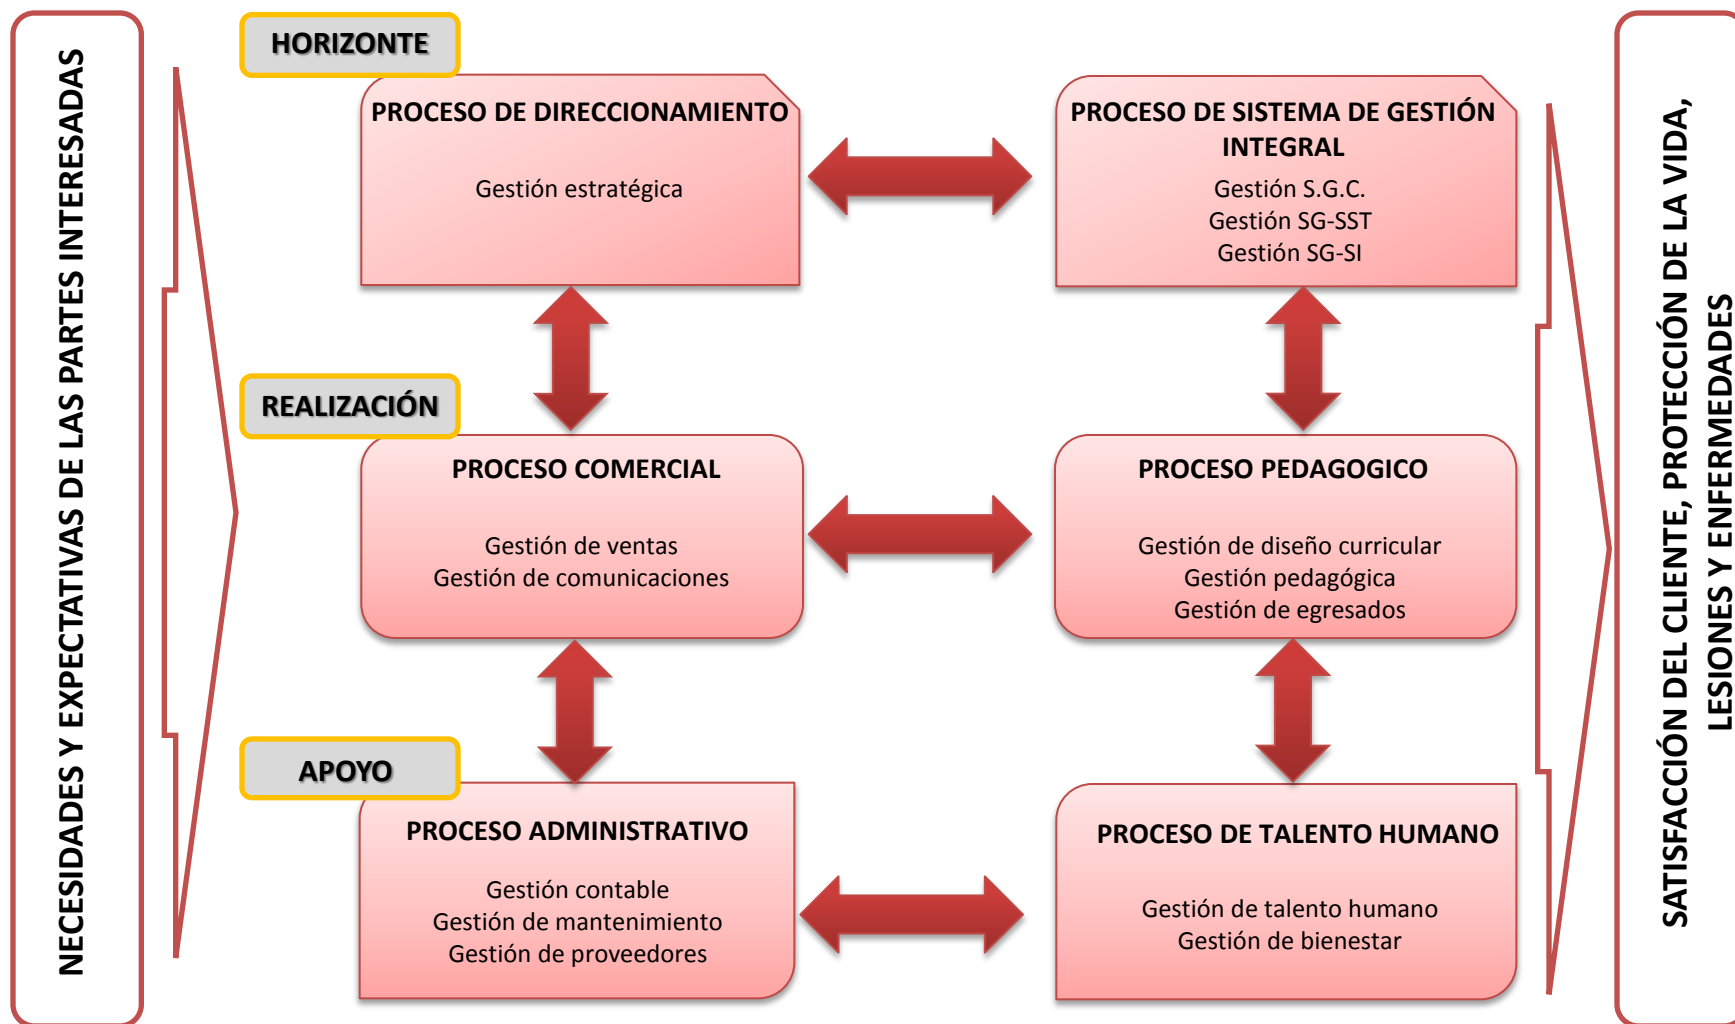 NECESIDADES Y EXPECTATIVAS DE LAS PARTES INTERESADAS
HORIZONTE
PROCESO DE DIRECCIONAMIENTO
Gestión estratégica
PROCESO DE SISTEMA DE GESTIÓN
INTEGRAL
Gestión S.G.C.
Gestión SG-SST
Gestión SG-SI
REALIZACIÓN
PROCESO COMERCIAL
Gestión de ventas
Gestión de comunicaciones
PROCESO PEDAGOGICO
Gestión de diseño curricular
Gestión pedagógica
Gestión de egresados
APOYO
PROCESO ADMINISTRATIVO
Gestión contable
Gestión de mantenimiento
Gestión de proveedores
PROCESO DE TALENTO HUMANO
Gestión de talento humano
Gestión de bienestar
SATISFACCIÓN DEL CLIENTE, PROTECCIÓN DE LA VIDA,
LESIONES Y ENFERMEDADES